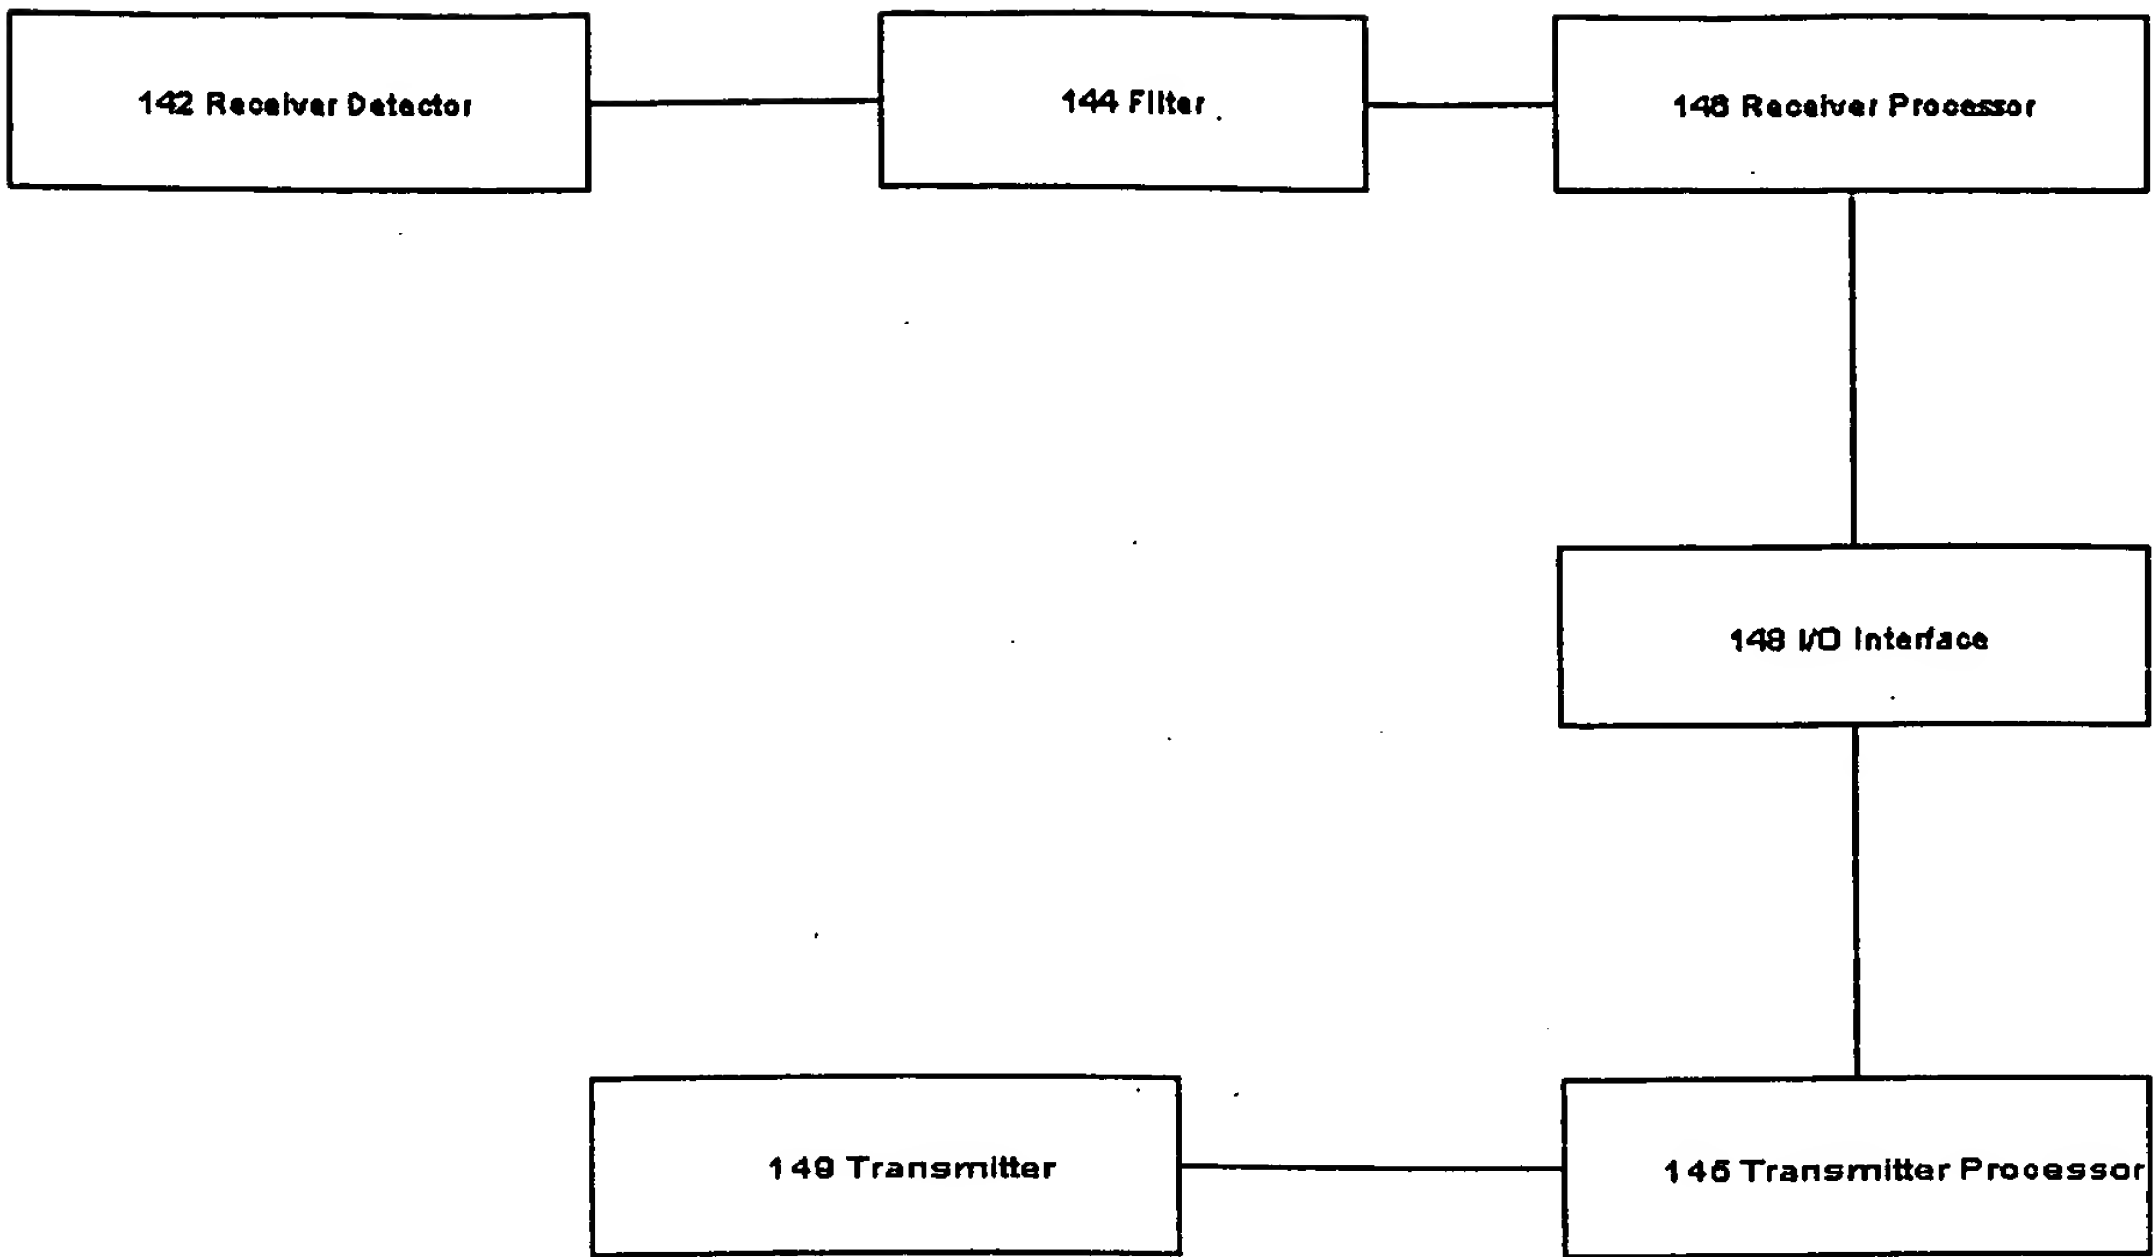 142 Receiver Detector
144 Filter
146 Receiver Processor
148 I/O Interface
149 Transmitter
145 Transmitter Processor